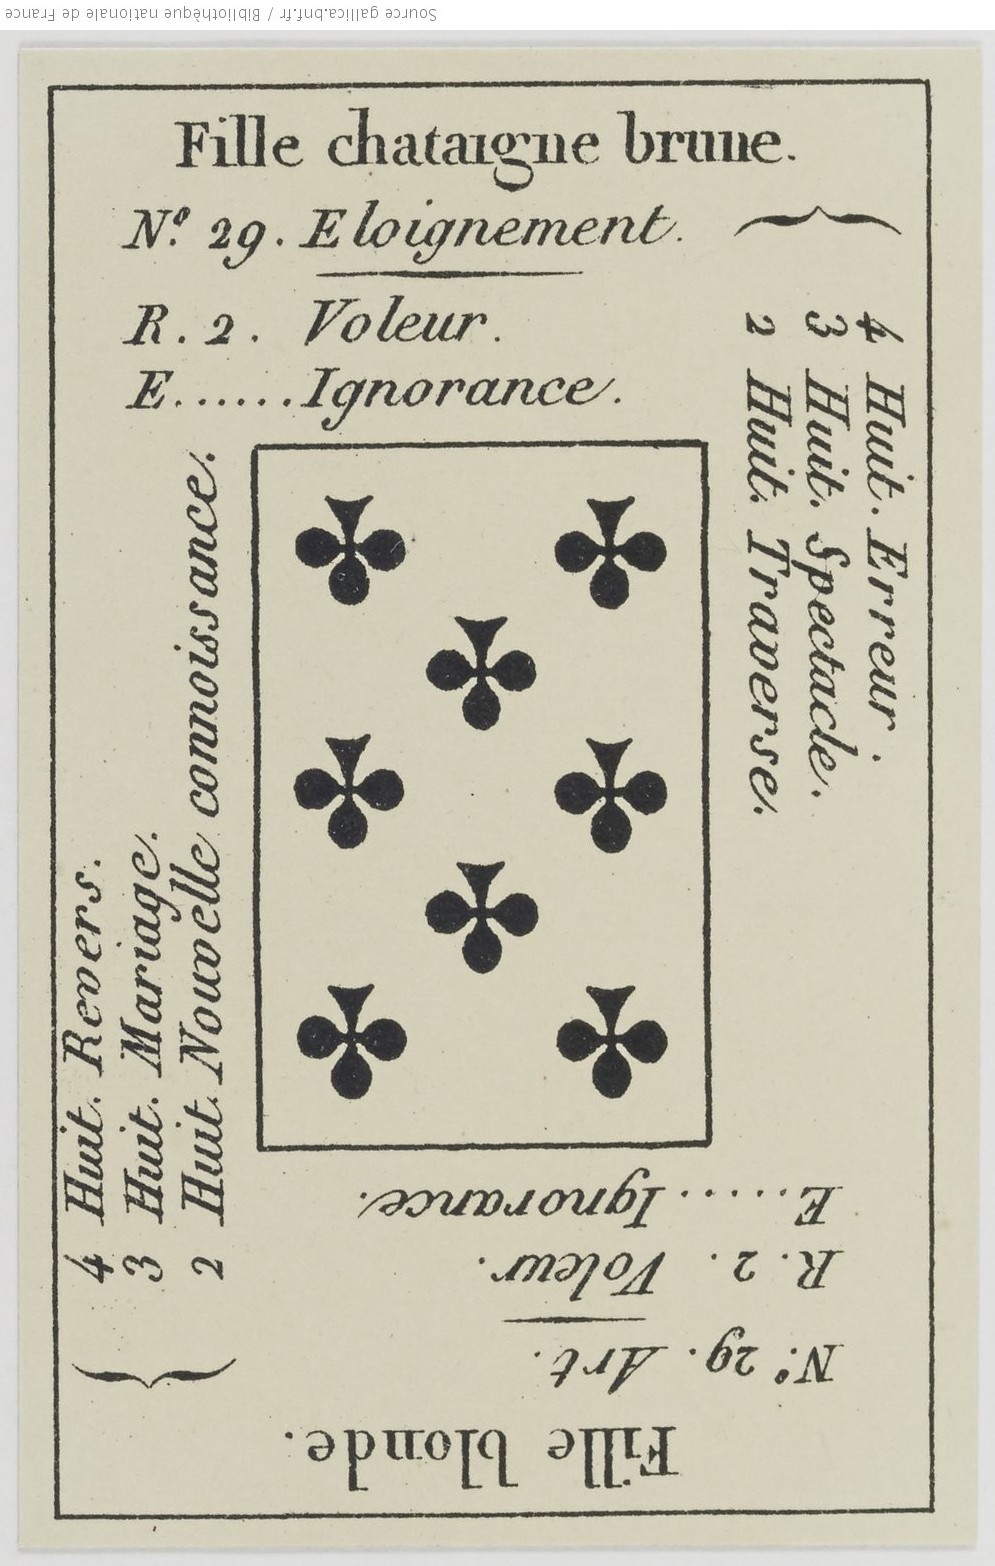 Source gallica.bnf.fr / Bibliothèque nationale de France
Fille chataigne brune.
N.º 29. Eloignement.
R. 2. Voleur.
E......Ignorance.
4 Huit. Erreur.
3 Huit. Spectacle.
2 Huit. Traverse.
4 Huit. Revers.
3 Huit. Mariage.
2 Huit. Nouvelle connoissance.
Fille blonde.
N.º 29. Art.
R. 2. Voleur.
E......Ignorance.